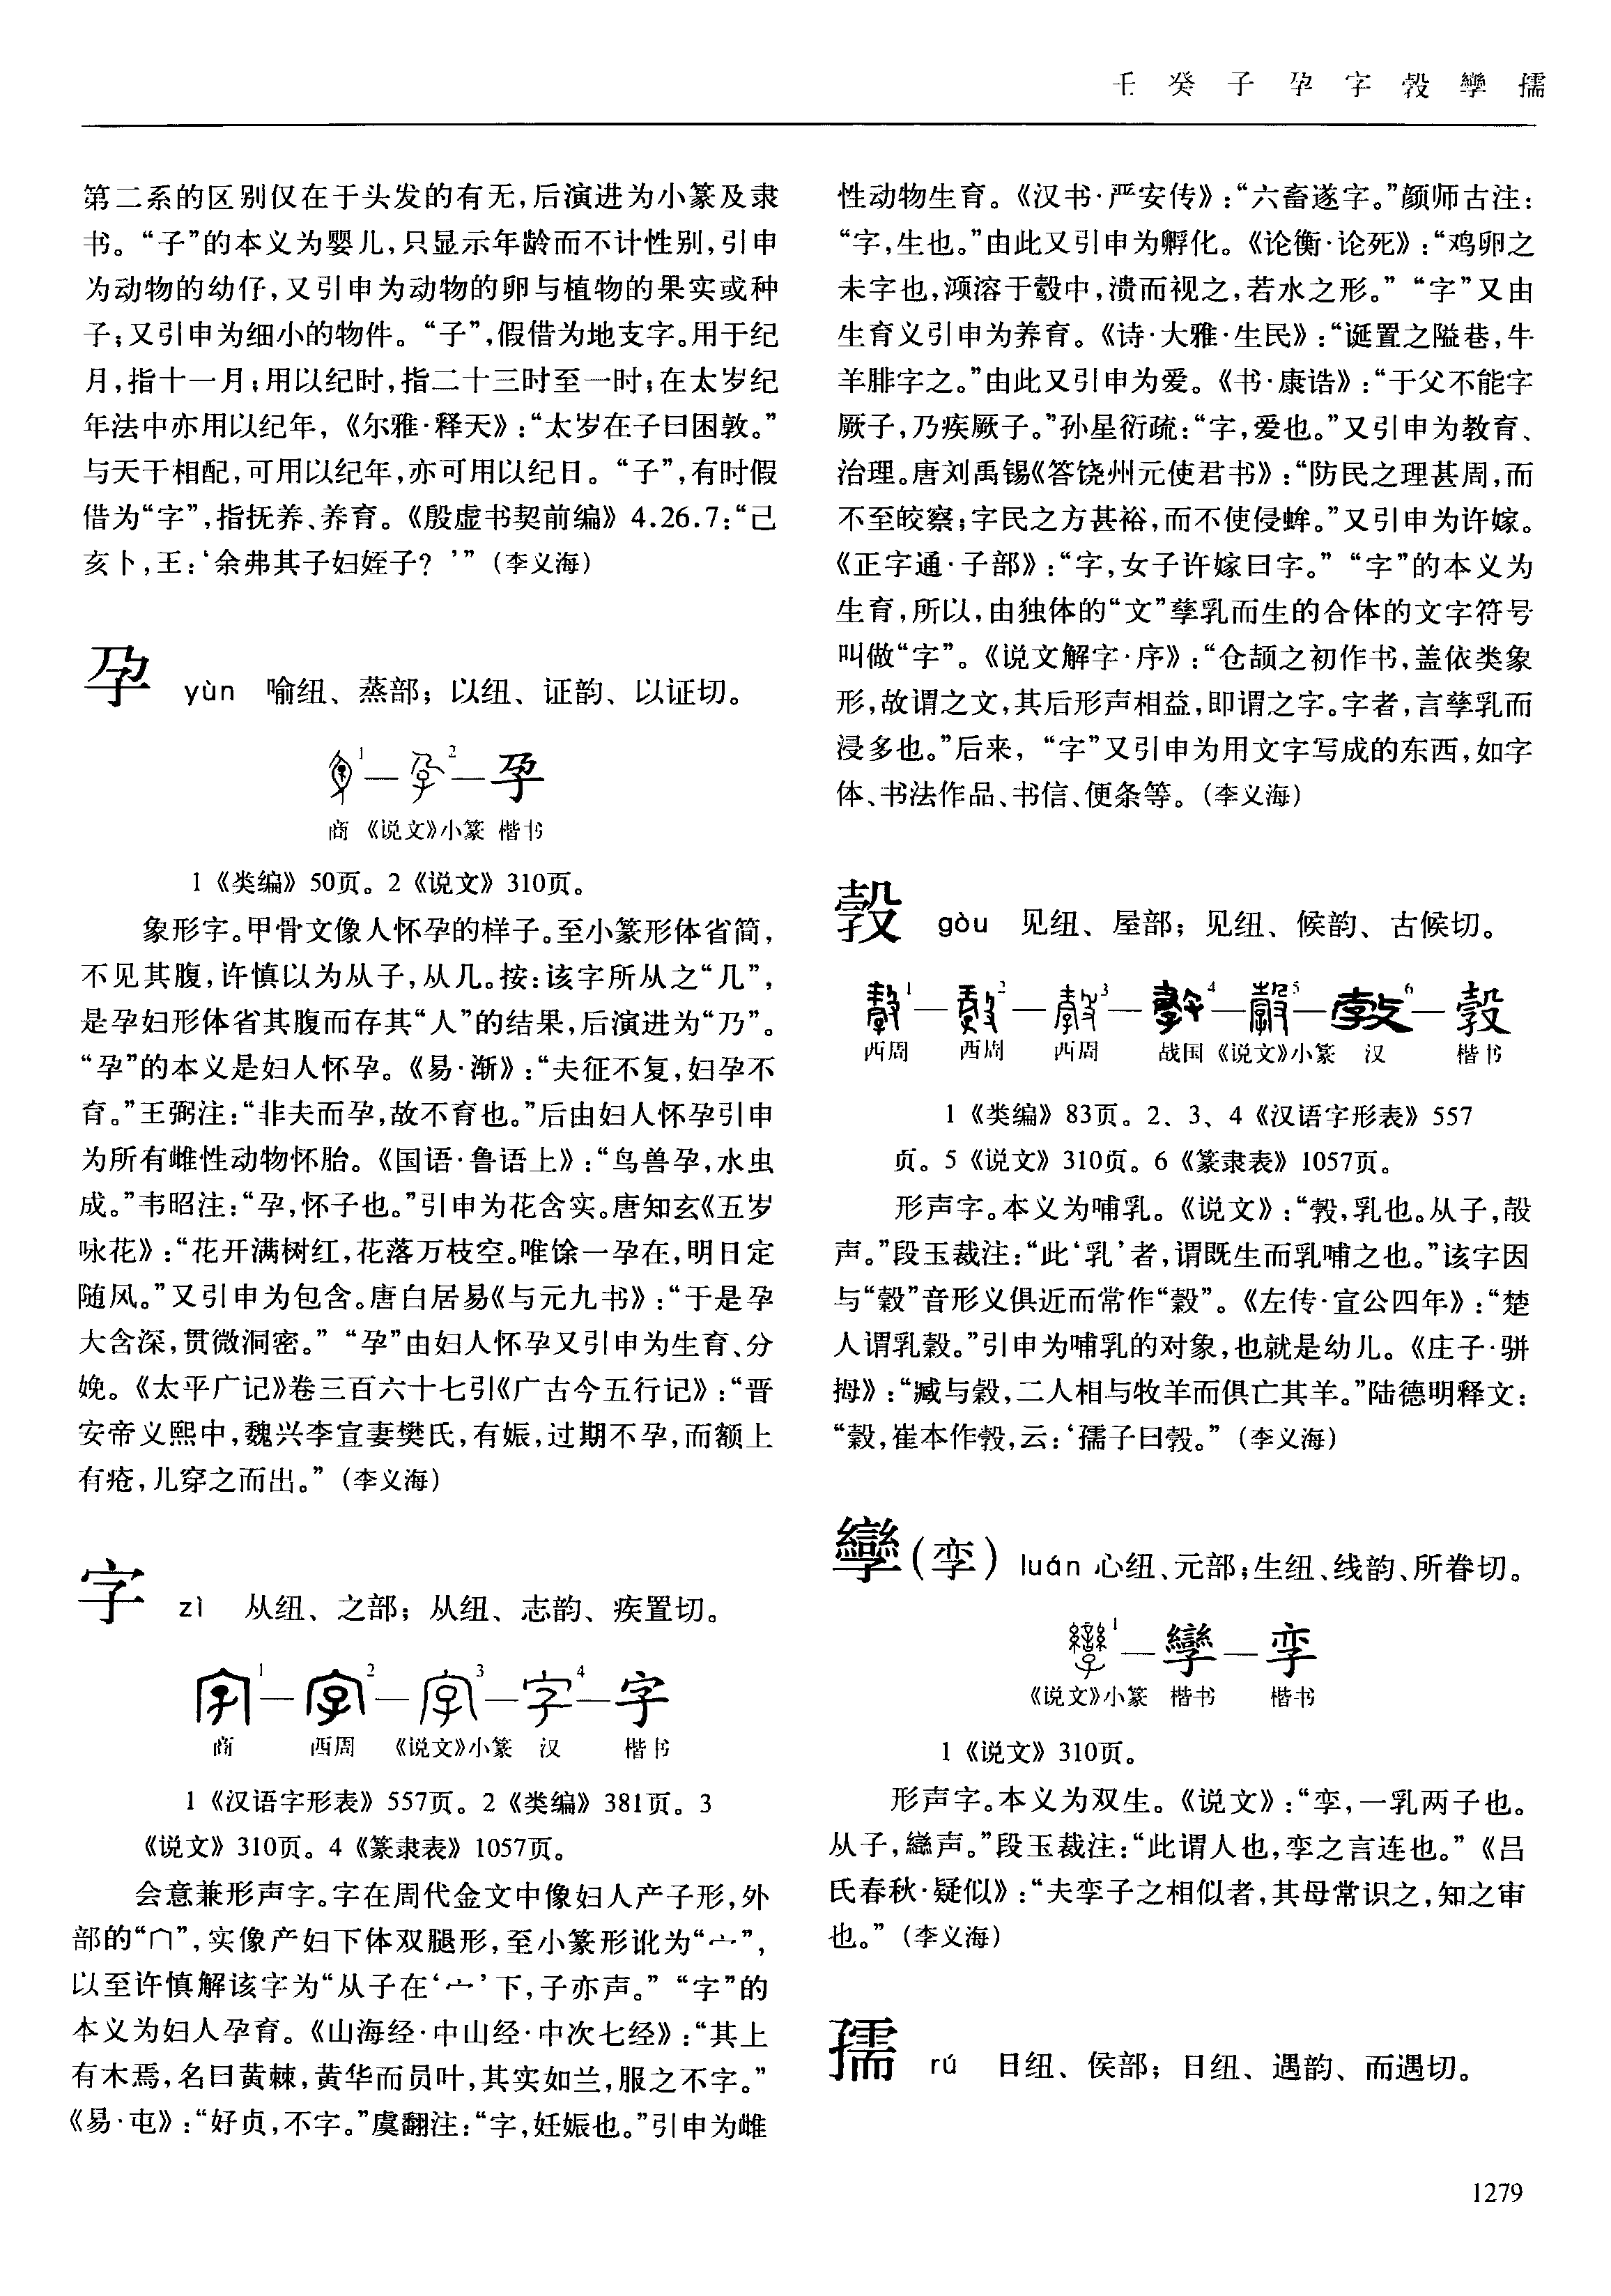 壬 癸 子 孕 字 㝅 孿 孺
第二系的区别仅在于头发的有无，后演进为小篆及隶
书。“子”的本义为婴儿，只显示年龄而不计性别，引申
为动物的幼仔，又引申为动物的卵与植物的果实或种
子；又引申为细小的物件。“子”，假借为地支字。用于纪
月，指十一月；用以纪时，指二十三时至一时；在太岁纪
年法中亦用以纪年，《尔雅·释天》：“太岁在子曰困敦。”
与天干相配，可用以纪年，亦可用以纪日。“子”，有时假
借为“字”，指抚养、养育。《殷虚书契前编》4.26.7：“己
亥卜，王：‘余弗其子妇姪子？’”（李义海）
孕 yùn 喻纽、蒸部；以纽、证韵、以证切。
1—2—孕
商 《说文》小篆 楷书
1《类编》50页。2《说文》310页。
象形字。甲骨文像人怀孕的样子。至小篆形体省简，
不见其腹，许慎以为从子，从几。按：该字所从之“几”，
是孕妇形体省其腹而存其“人”的结果，后演进为“乃”。
“孕”的本义是妇人怀孕。《易·渐》：“夫征不复，妇孕不
育。”王弼注：“非夫而孕，故不育也。”后由妇人怀孕引申
为所有雌性动物怀胎。《国语·鲁语上》：“鸟兽孕，水虫
成。”韦昭注：“孕，怀子也。”引申为花含实。唐知玄《五岁
咏花》：“花开满树红，花落万枝空。唯馀一孕在，明日定
随风。”又引申为包含。唐白居易《与元九书》：“于是孕
大含深，贯微洞密。”“孕”由妇人怀孕又引申为生育、分
娩。《太平广记》卷三百六十七引《广古今五行记》：“晋
安帝义熙中，魏兴李宣妻樊氏，有娠，过期不孕，而额上
有疮，儿穿之而出。”（李义海）
字 zì 从纽、之部；从纽、志韵、疾置切。
字1—字2—字3—字4—字
商 西周 《说文》小篆 汉 楷书
1《汉语字形表》557页。2《类编》381页。3
《说文》310页。4《篆隶表》1057页。
会意兼形声字。字在周代金文中像妇人产子形，外
部的“冂”，实像产妇下体双腿形，至小篆形讹为“宀”，
以至许慎解该字为“从子在‘宀’下，子亦声。”“字”的
本义为妇人孕育。《山海经·中山经·中次七经》：“其上
有木焉，名曰黄棘，黄华而员叶，其实如兰，服之不字。”
《易·屯》：“好贞，不字。”虞翻注：“字，妊娠也。”引申为雌
性动物生育。《汉书·严安传》：“六畜遂字。”颜师古注：
“字，生也。”由此又引申为孵化。《论衡·论死》：“鸡卵之
未字也，澒溶于㲉中，溃而视之，若水之形。”“字”又由
生育义引申为养育。《诗·大雅·生民》：“诞置之隘巷，牛
羊腓字之。”由此又引申为爱。《书·康诰》：“于父不能字
厥子，乃疾厥子。”孙星衍疏：“字，爱也。”又引申为教育、
治理。唐刘禹锡《答饶州元使君书》：“防民之理甚周，而
不至皎察；字民之方甚裕，而不使侵蛑。”又引申为许嫁。
《正字通·子部》：“字，女子许嫁曰字。”“字”的本义为
生育，所以，由独体的“文”孳乳而生的合体的文字符号
叫做“字”。《说文解字·序》：“仓颉之初作书，盖依类象
形，故谓之文，其后形声相益，即谓之字。字者，言孳乳而
浸多也。”后来，“字”又引申为用文字写成的东西，如字
体、书法作品、书信、便条等。（李义海）
㝅 gòu 见纽、屋部；见纽、候韵、古候切。
1—2—3—4—5—6—㝅
西周 西周 西周 战国 《说文》小篆 汉 楷书
1《类编》83页。2、3、4《汉语字形表》557
页。5《说文》310页。6《篆隶表》1057页。
形声字。本义为哺乳。《说文》：“㝅，乳也。从子，㱿
声。”段玉裁注：“此‘乳’者，谓既生而乳哺之也。”该字因
与“穀”音形义俱近而常作“穀”。《左传·宣公四年》：“楚
人谓乳穀。”引申为哺乳的对象，也就是幼儿。《庄子·骈
拇》：“臧与穀，二人相与牧羊而俱亡其羊。”陆德明释文：
“穀，崔本作㝅，云：‘孺子曰㝅。”（李义海）
孿（孪） luán 心纽、元部；生纽、线韵、所眷切。
1—孿—孪
《说文》小篆 楷书 楷书
1《说文》310页。
形声字。本义为双生。《说文》：“孪，一乳两子也。
从子，䜌声。”段玉裁注：“此谓人也，孪之言连也。”《吕
氏春秋·疑似》：“夫孪子之相似者，其母常识之，知之审
也。”（李义海）
孺 rú 日纽、侯部；日纽、遇韵、而遇切。
1279